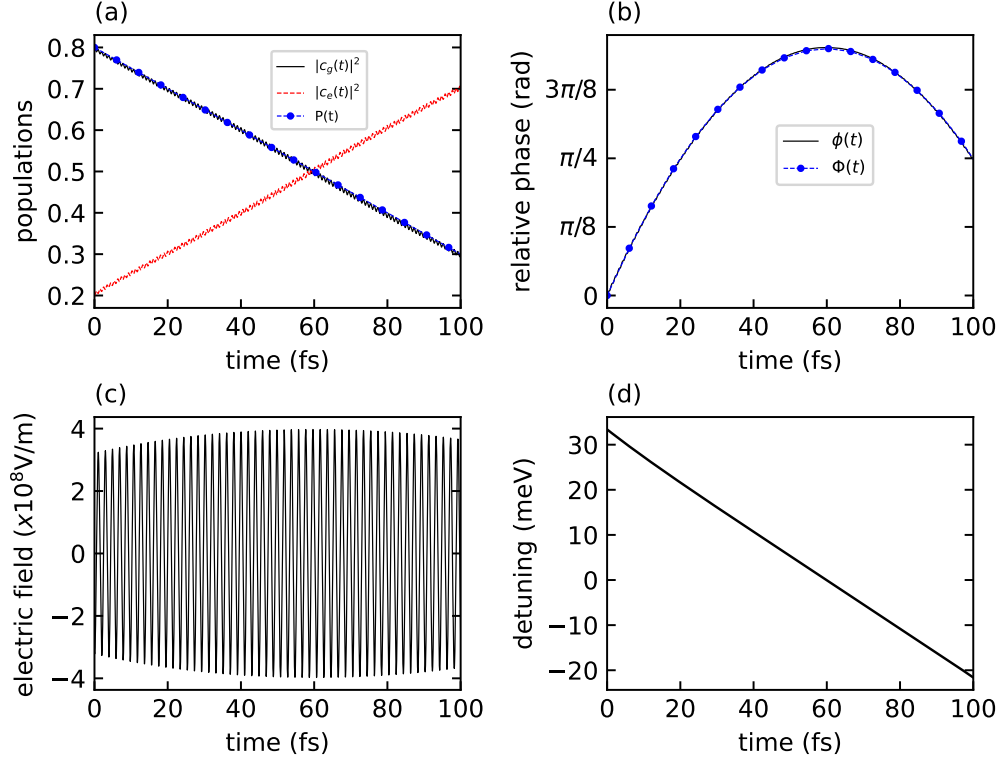 (a)
0.8
0.7
0.6
0.5
0.4
0.3
0.2
populations
|c_g(t)|^2
|c_e(t)|^2
P(t)
0 20 40 60 80 100
time (fs)
(b)
3π/8
π/4
π/8
0
relative phase (rad)
ϕ(t)
Φ(t)
0 20 40 60 80 100
time (fs)
(c)
4
2
0
−2
−4
electric field (x10^8V/m)
0 20 40 60 80 100
time (fs)
(d)
30
20
10
0
−10
−20
detuning (meV)
0 20 40 60 80 100
time (fs)